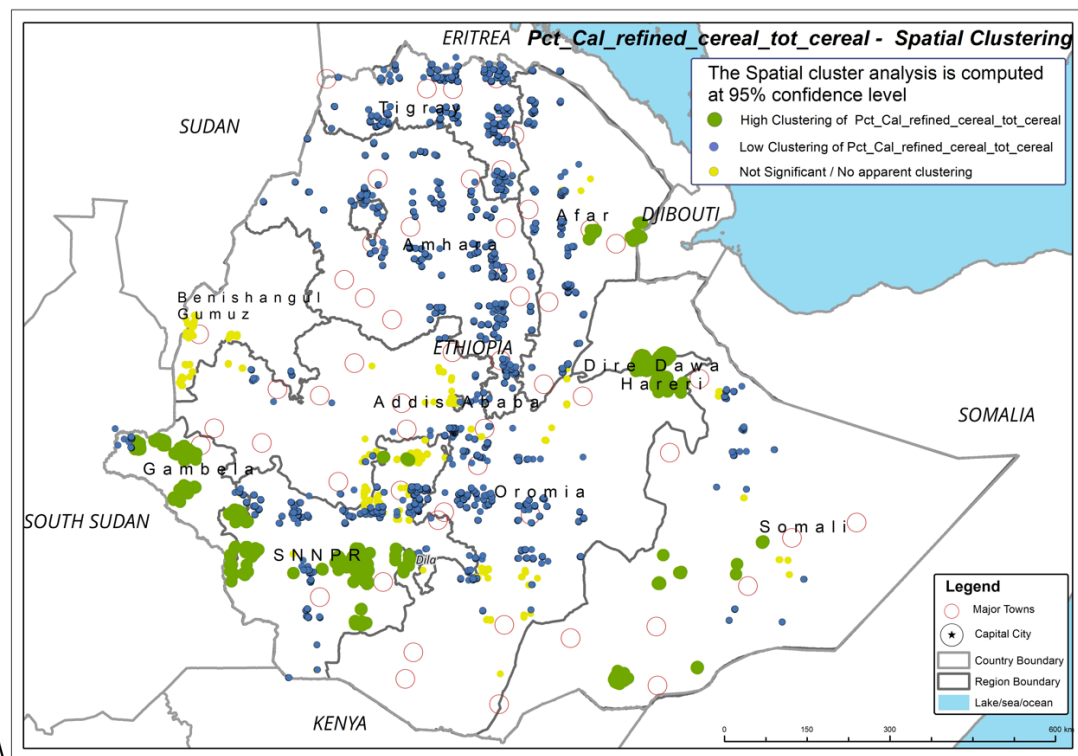 ERITREA
Pct_Cal_refined_cereal_tot_cereal - Spatial Clustering
The Spatial cluster analysis is computed
at 95% confidence level
High Clustering of Pct_Cal_refined_cereal_tot_cereal
Low Clustering of Pct_Cal_refined_cereal_tot_cereal
Not Significant / No apparent clustering
Tigray
SUDAN
Afar
DJIBOUTI
Amhara
Benishangul
Gumuz
ETHIOPIA
Dire Dawa
Hareri
Addis Ababa
SOMALIA
Gambela
Oromia
SOUTH SUDAN
Somali
SNNPR
Dila
Legend
Major Towns
Capital City
Country Boundary
Region Boundary
Lake/sea/ocean
KENYA
0 150 300 600 km